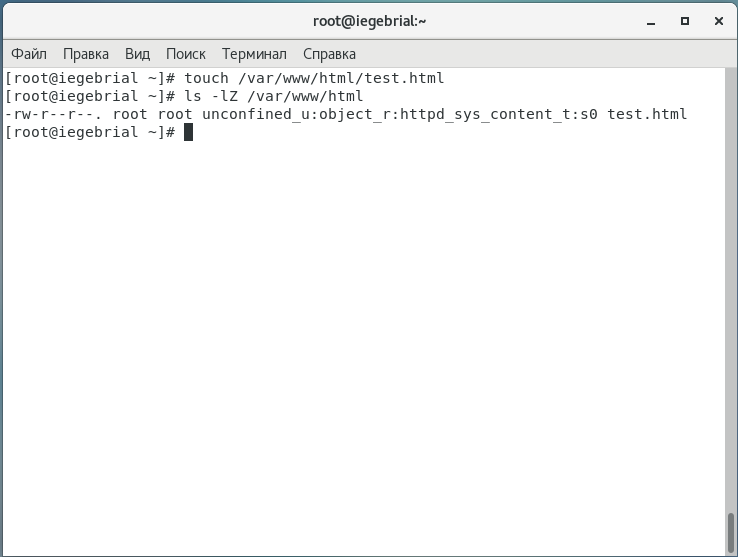 root@iegebrial:~
Файл Правка Вид Поиск Терминал Справка
[root@iegebrial ~]# touch /var/www/html/test.html
[root@iegebrial ~]# ls -lZ /var/www/html
-rw-r--r--. root root unconfined_u:object_r:httpd_sys_content_t:s0 test.html
[root@iegebrial ~]#